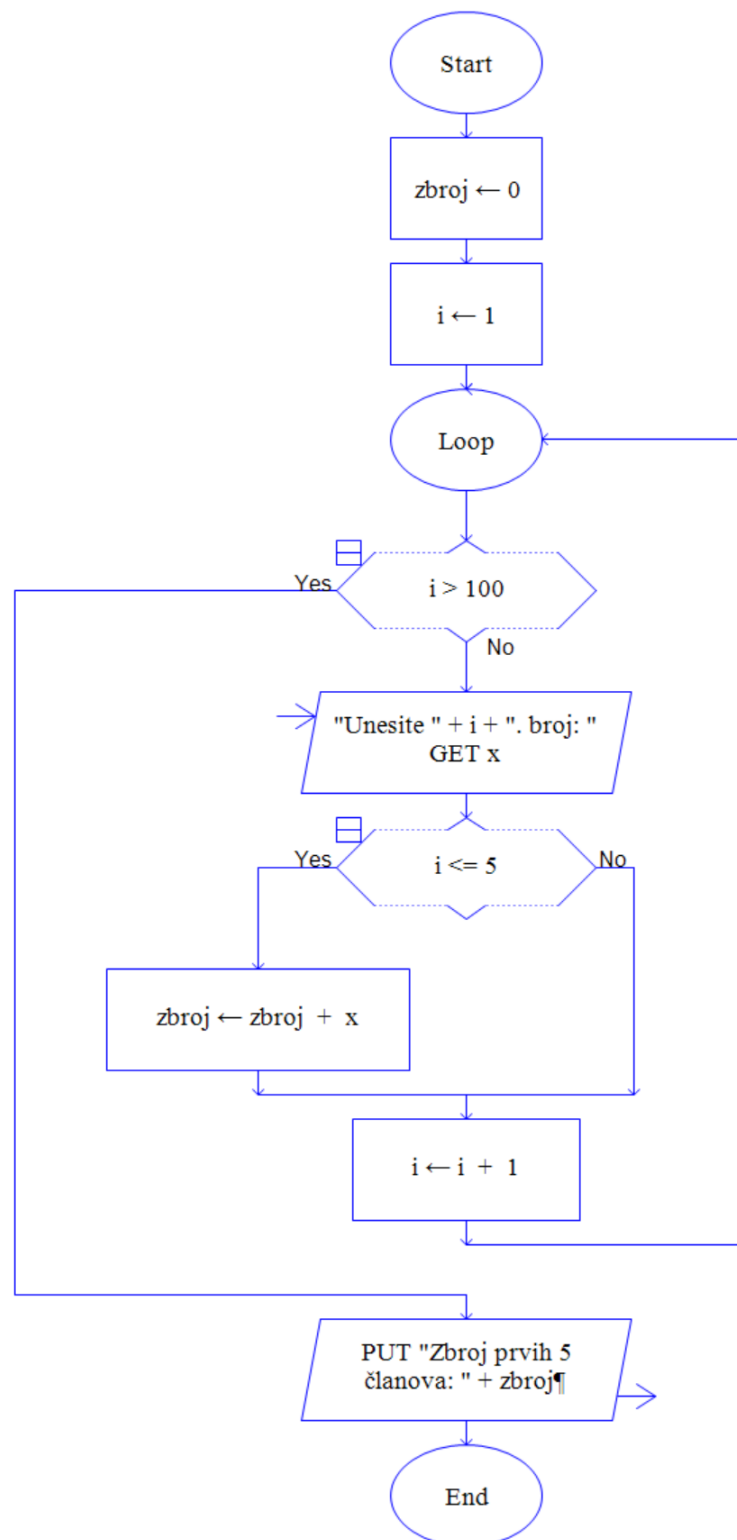 Start
zbroj ← 0
i ← 1
Loop
Yes
i > 100
No
"Unesite " + i + ". broj: "
GET x
Yes
i <= 5
No
zbroj ← zbroj + x
i ← i + 1
PUT "Zbroj prvih 5
članova: " + zbroj¶
End